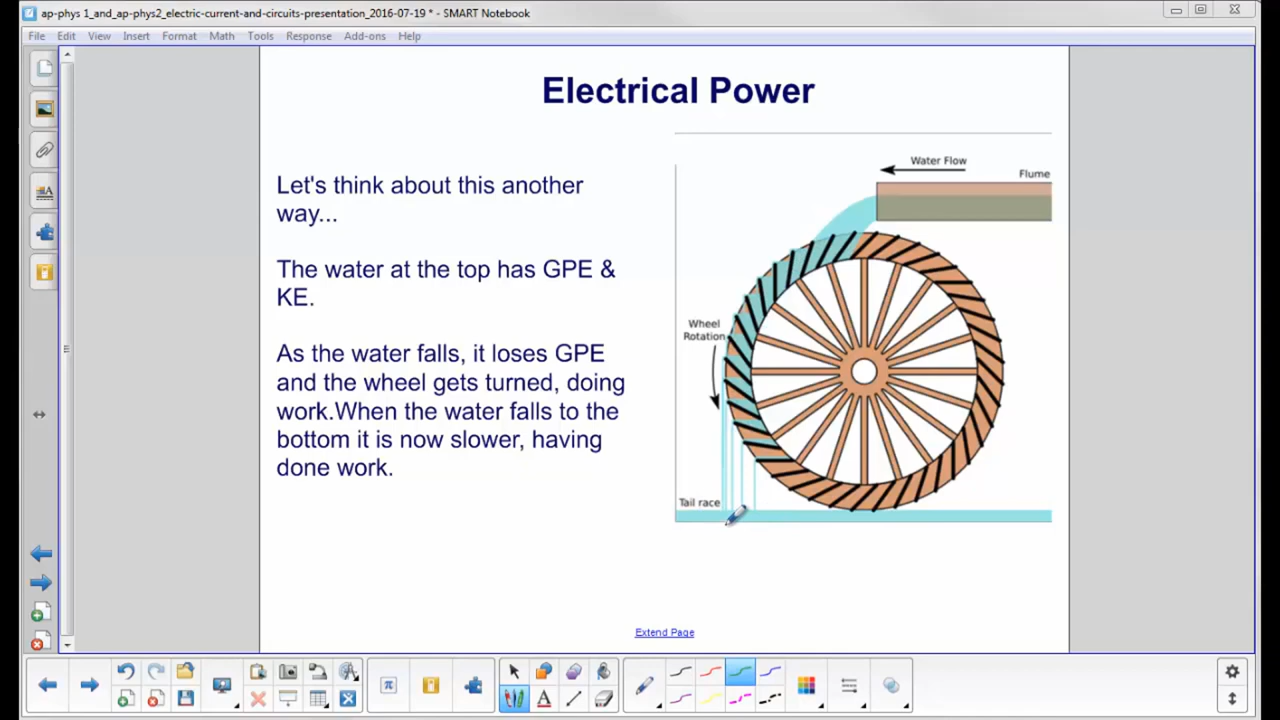 ap-phys 1_and_ap-phys2_electric-current-and-circuits-presentation_2016-07-19 * - SMART Notebook
File Edit View Insert Format Math Tools Response Add-ons Help
Electrical Power
Let's think about this another
way...
The water at the top has GPE &
KE.
As the water falls, it loses GPE
and the wheel gets turned, doing
work.When the water falls to the
bottom it is now slower, having
done work.
Water Flow
Flume
Wheel
Rotation
Tail race
Extend Page